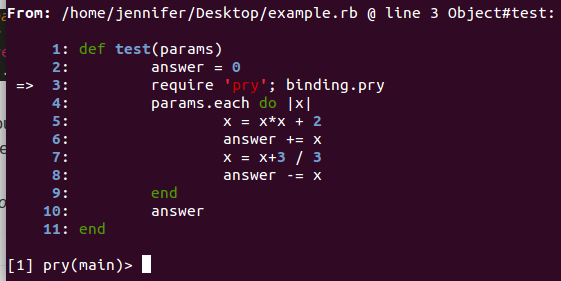 From: /home/jennifer/Desktop/example.rb @ line 3 Object#test:
1: def test(params)
2: answer = 0
=> 3: require 'pry'; binding.pry
4: params.each do |x|
5: x = x*x + 2
6: answer += x
7: x = x+3 / 3
8: answer -= x
9: end
10: answer
11: end
[1] pry(main)>